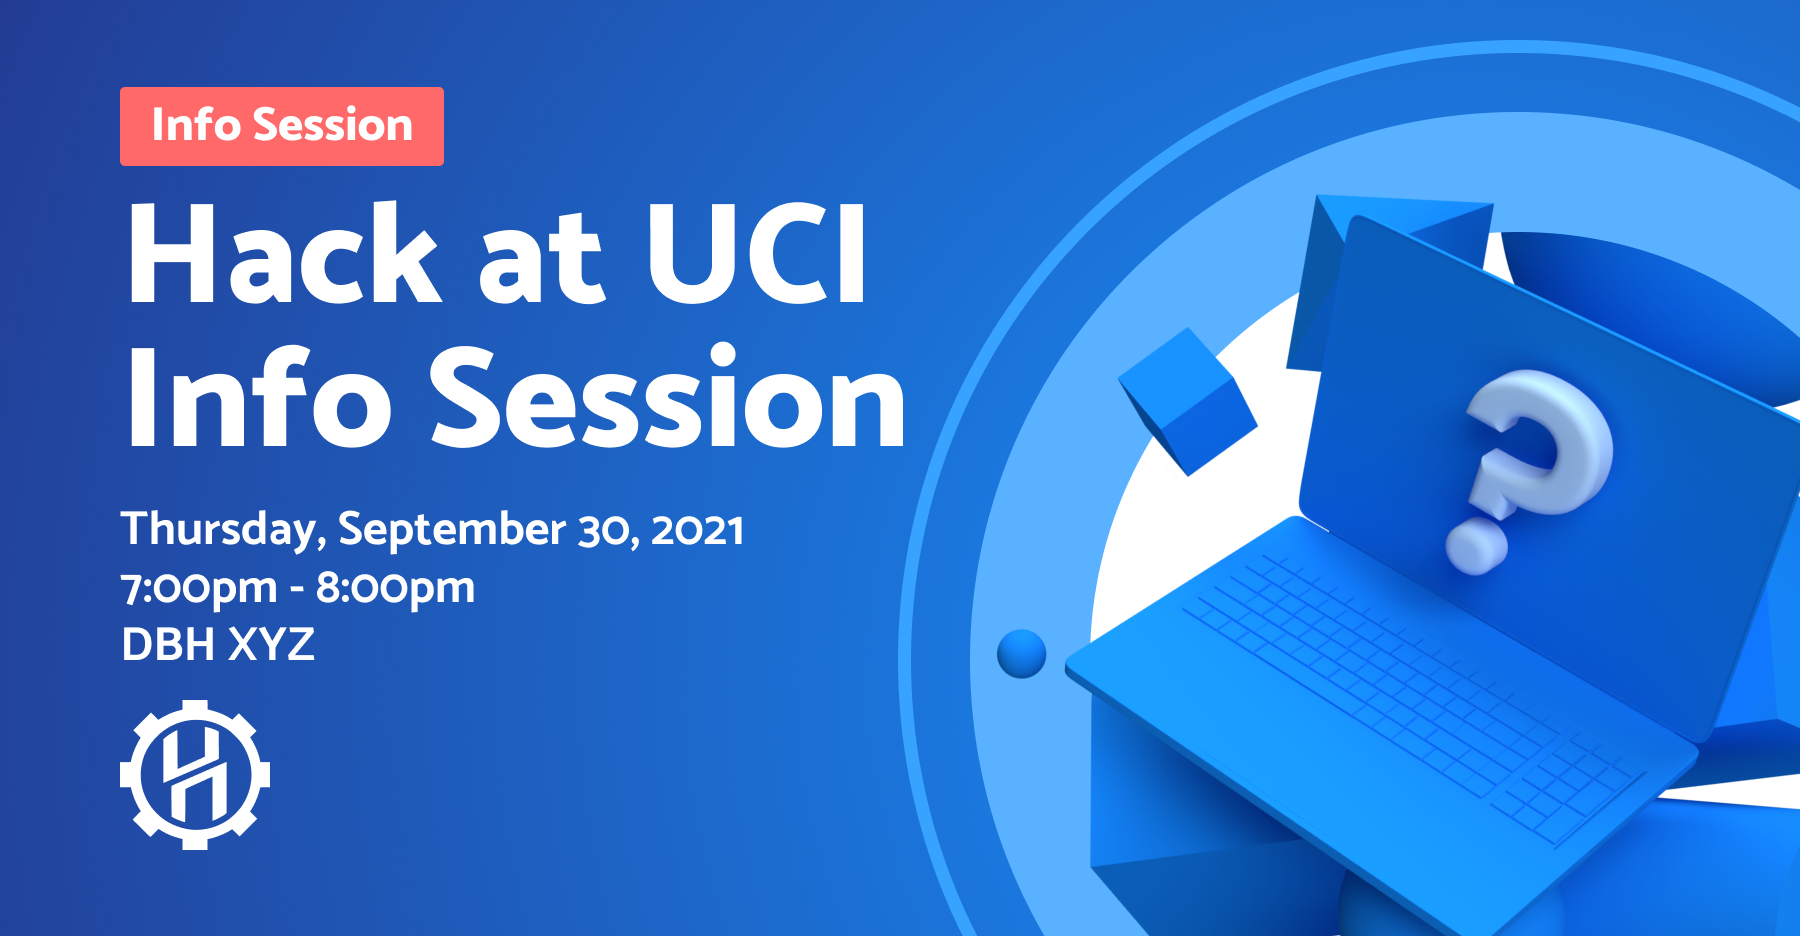 Info Session
Hack at UCI
Info Session
Thursday, September 30, 2021
7:00pm - 8:00pm
DBH XYZ
H
?